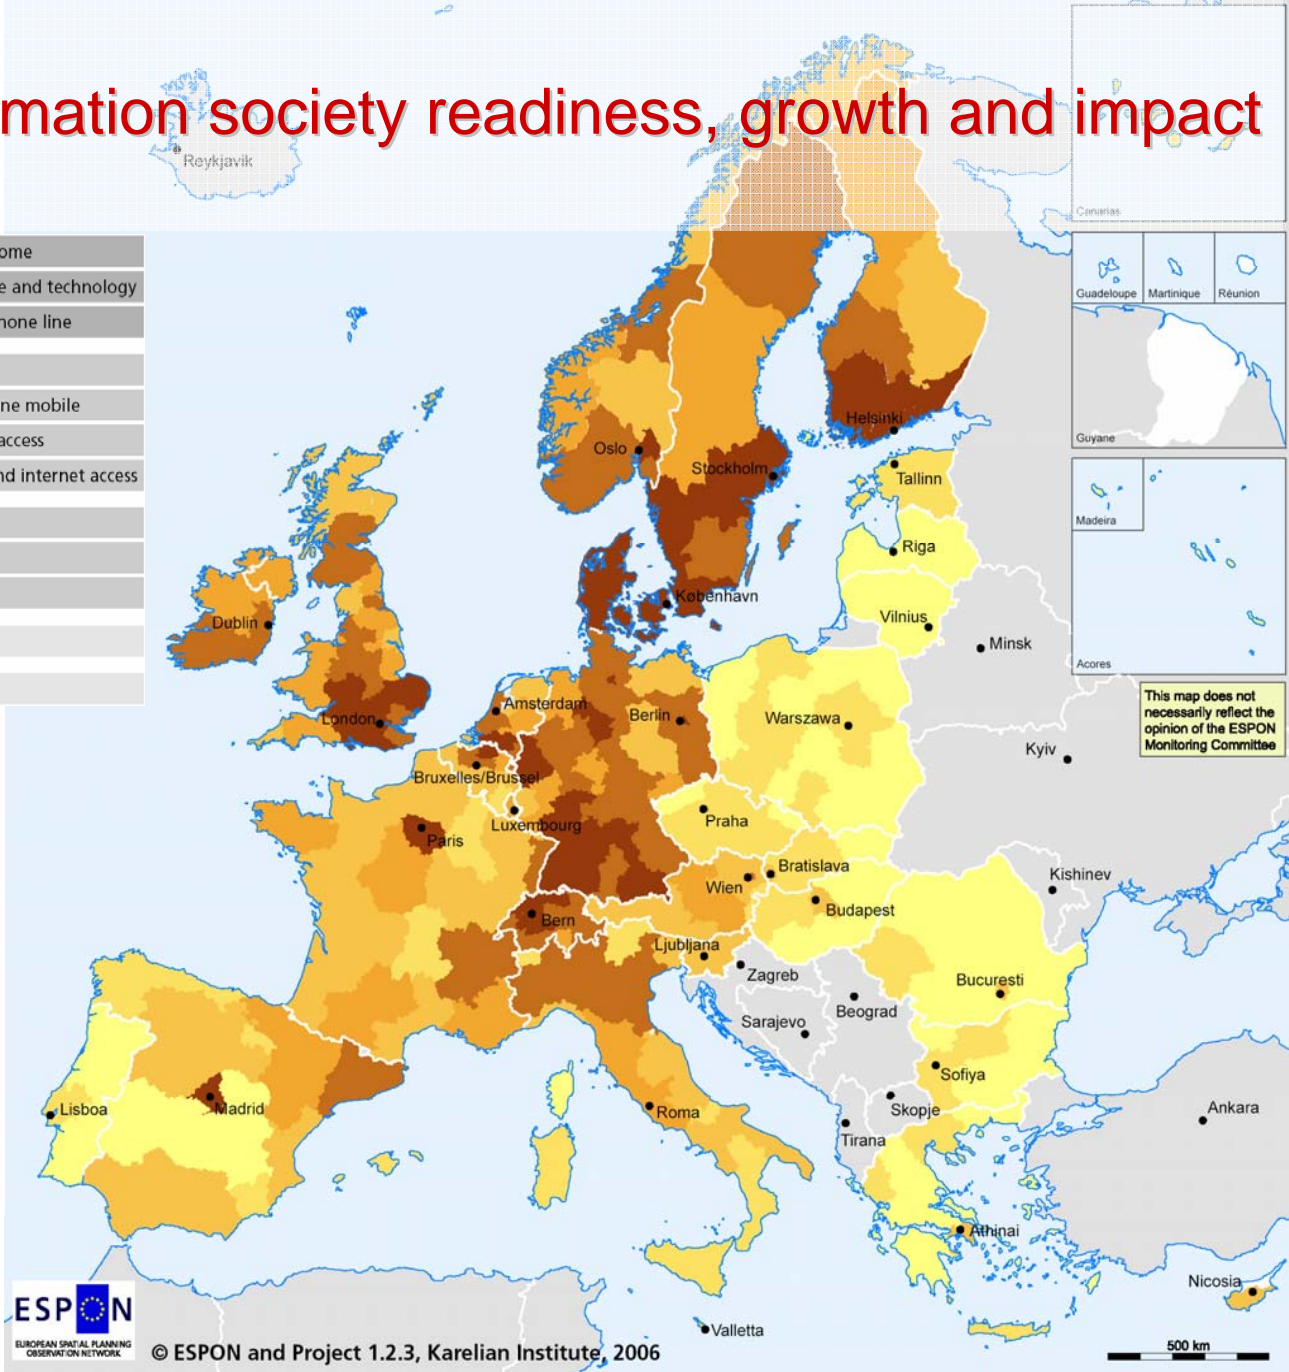 mation society readiness, growth and impact
Reykjavik
Canarias
ome
e and technology
hone line
ne mobile
access
nd internet access
Guadeloupe
Martinique
Réunion
Guyane
Madeira
Acores
This map does not
necessarily reflect the
opinion of the ESPON
Monitoring Committee
Helsinki
Oslo
Stockholm
Tallinn
Riga
København
Vilnius
Dublin
Minsk
Amsterdam
London
Berlin
Warszawa
Kyiv
Bruxelles/Brussel
Luxembourg
Praha
Paris
Bratislava
Wien
Kishinev
Budapest
Bern
Ljubljana
Zagreb
Bucuresti
Beograd
Sarajevo
Sofiya
Lisboa
Madrid
Roma
Skopje
Ankara
Tirana
Athinai
Nicosia
Valletta
ESPON
EUROPEAN SPATIAL PLANNING
OBSERVATION NETWORK
© ESPON and Project 1.2.3, Karelian Institute, 2006
500 km